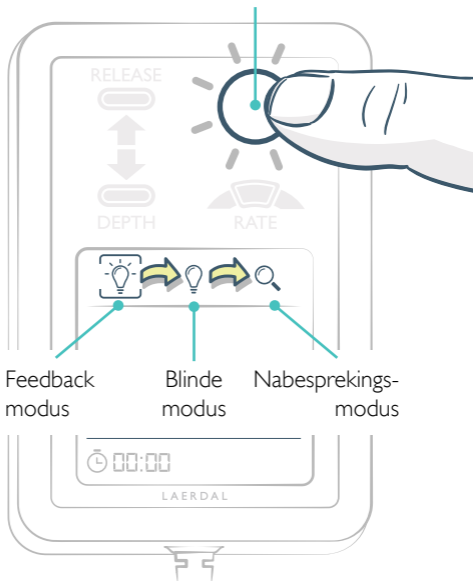 RELEASE
DEPTH
RATE
Feedback
modus
Blinde
modus
Nabesprekings-
modus
00:00
LAERDAL